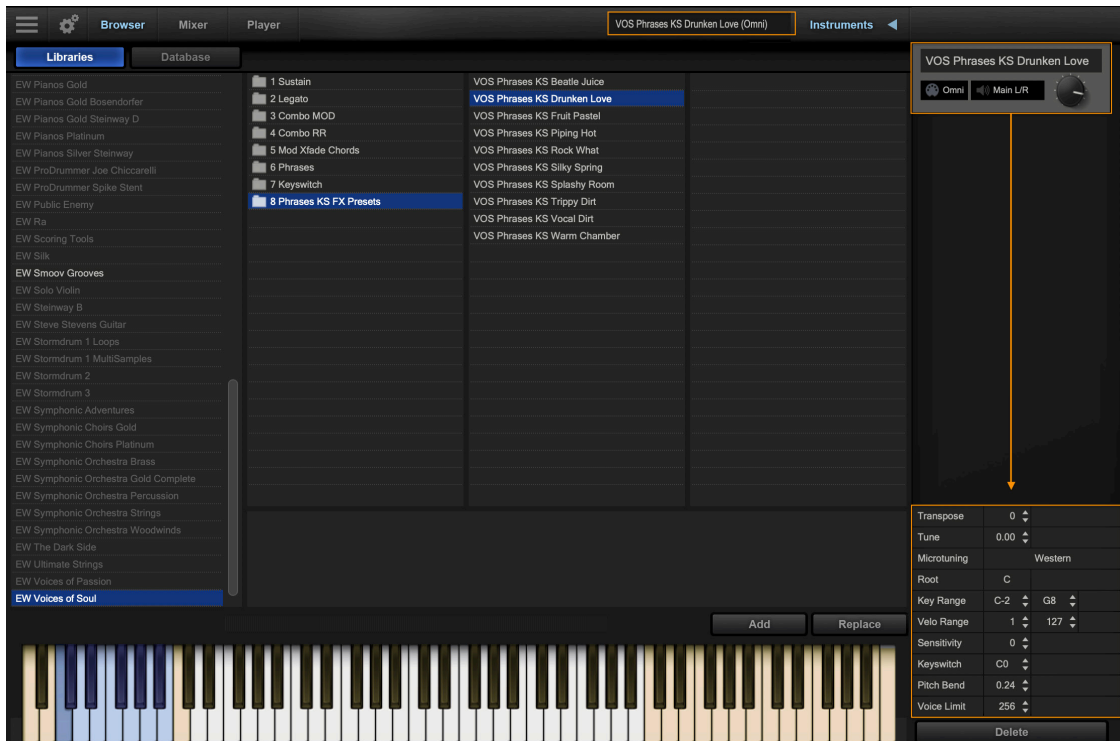 Browser
Mixer
Player
VOS Phrases KS Drunken Love (Omni)
Instruments
Libraries
Database
EW Pianos Gold
EW Pianos Gold Bosendorfer
EW Pianos Gold Steinway D
EW Pianos Platinum
EW Pianos Silver Steinway
EW ProDrummer Joe Chiccarelli
EW ProDrummer Spike Stent
EW Public Enemy
EW Ra
EW Scoring Tools
EW Silk
EW Smoov Grooves
EW Solo Violin
EW Steinway B
EW Steve Stevens Guitar
EW Stormdrum 1 Loops
EW Stormdrum 1 MultiSamples
EW Stormdrum 2
EW Stormdrum 3
EW Symphonic Adventures
EW Symphonic Choirs Gold
EW Symphonic Choirs Platinum
EW Symphonic Orchestra Brass
EW Symphonic Orchestra Gold Complete
EW Symphonic Orchestra Percussion
EW Symphonic Orchestra Strings
EW Symphonic Orchestra Woodwinds
EW The Dark Side
EW Ultimate Strings
EW Voices of Passion
EW Voices of Soul
1 Sustain
2 Legato
3 Combo MOD
4 Combo RR
5 Mod Xfade Chords
6 Phrases
7 Keyswitch
8 Phrases KS FX Presets
VOS Phrases KS Beatle Juice
VOS Phrases KS Drunken Love
VOS Phrases KS Fruit Pastel
VOS Phrases KS Piping Hot
VOS Phrases KS Rock What
VOS Phrases KS Silky Spring
VOS Phrases KS Splashy Room
VOS Phrases KS Trippy Dirt
VOS Phrases KS Vocal Dirt
VOS Phrases KS Warm Chamber
Add
Replace
VOS Phrases KS Drunken Love
Omni Main L/R
Transpose 0
Tune 0.00
Microtuning Western
Root C
Key Range C-2 G8
Velo Range 1 127
Sensitivity 0
Keyswitch C0
Pitch Bend 0.24
Voice Limit 256
Delete